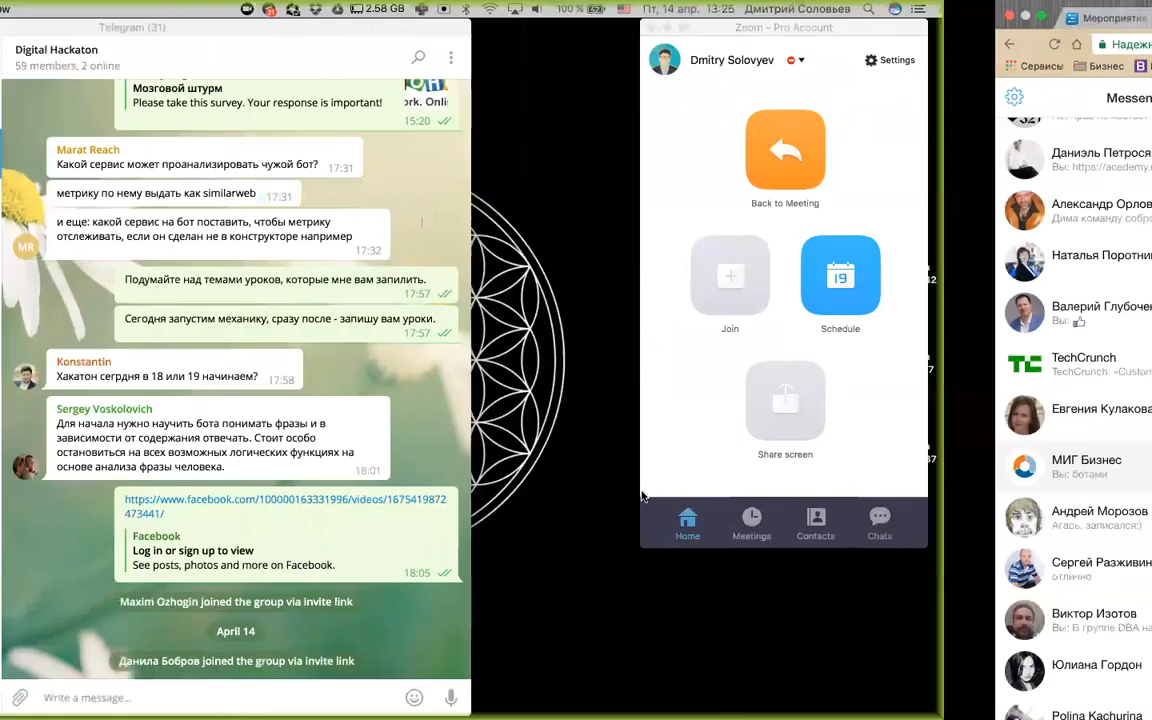 2.58 GB
100 %
Пт, 14 апр. 13:25 Дмитрий Соловьев
Telegram (31)
Digital Hackaton
59 members, 2 online
Мозговой штурм
Please take this survey. Your response is important!
15:20
Marat Reach
Какой сервис может проанализировать чужой бот?
17:31
метрику по нему выдать как similarweb
17:31
и еще: какой сервис на бот поставить, чтобы метрику
отслеживать, если он сделан не в конструкторе например
17:32
MR
Подумайте над темами уроков, которые мне вам запилить.
17:57
Сегодня запустим механику, сразу после - запишу вам уроки.
17:57
Konstantin
Хакатон сегрдня в 18 или 19 начинаем?
17:58
Sergey Voskolovich
Для начала нужно научить бота понимать фразы и в
зависимости от содержания отвечать. Стоит особо
остановиться на всех возможных логических функциях на
основе анализа фразы человека.
18:01
https://www.facebook.com/100000163331996/videos/1675419872
473441/
Facebook
Log in or sign up to view
See posts, photos and more on Facebook.
18:05
Maxim Ozhogin joined the group via invite link
April 14
Данила Бобров joined the group via invite link
Write a message...
Zoom - Pro Account
Dmitry Solovyev
Settings
Back to Meeting
19
Join
Schedule
Share screen
Home
Meetings
Contacts
Chats
Мероприятие
Надежн
Сервисы
Бизнес
B
Messen
Даниэль Петрося
Вы: https://academy.
Александр Орлов
Дима команду собра
Наталья Поротни
Валерий Глубоче
Вы:
TechCrunch
TechCrunch: «Custom
Евгения Кулакова
МИГ Бизнес
Вы: ботами
Андрей Морозов
Агась, записался:)
Сергей Разживин
отлично
Виктор Изотов
Вы: В группе DBA на
Юлиана Гордон
Polina Kachurina